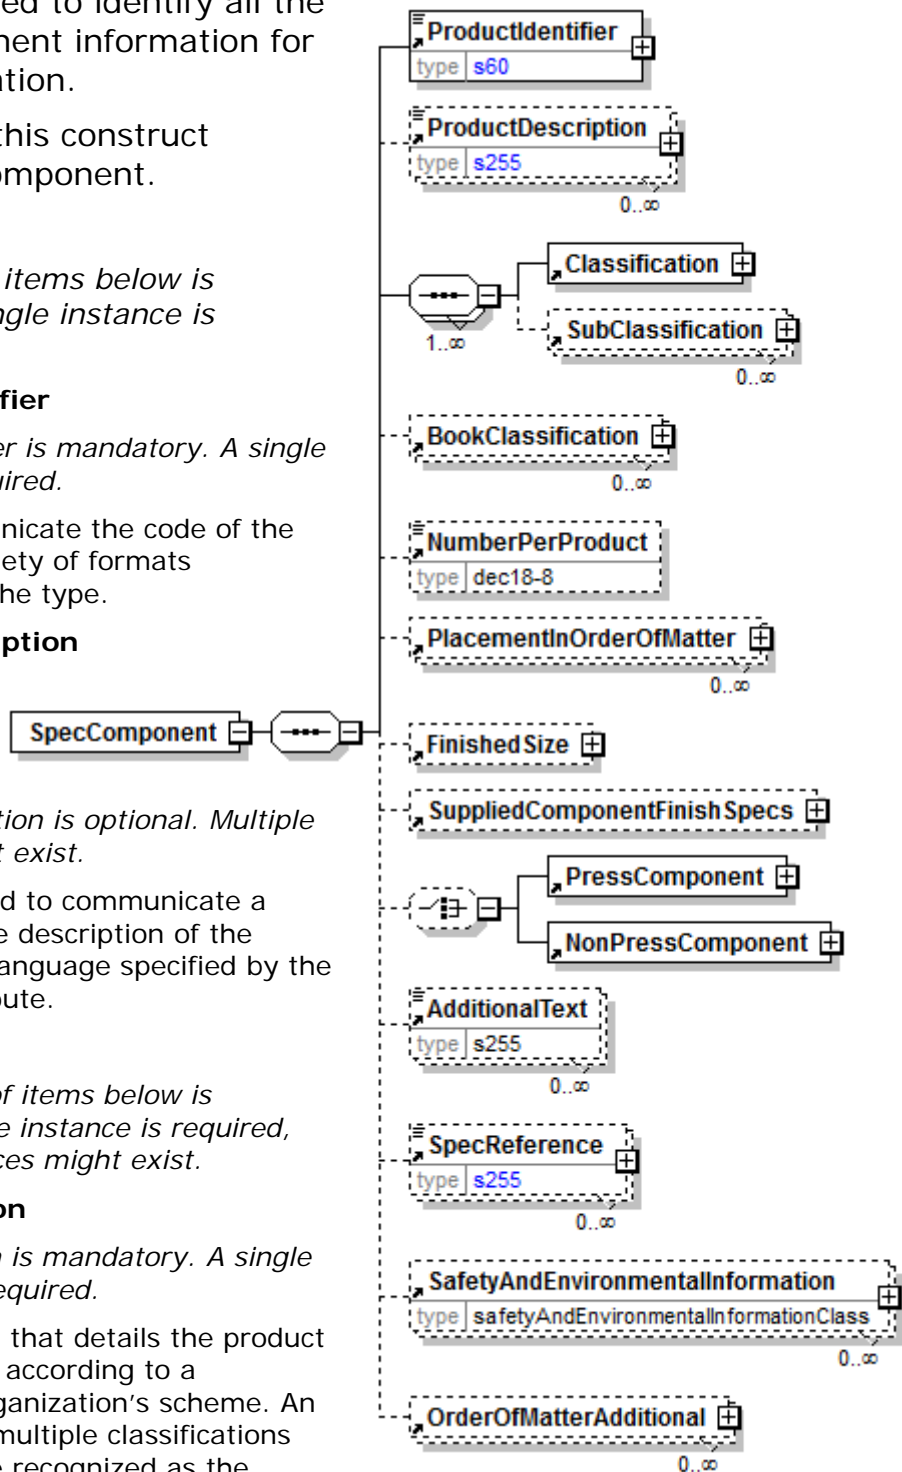 ed to identify all the
nent information for
ation.
this construct
omponent.
items below is
ngle instance is
fier
er is mandatory. A single
uired.
nicate the code of the
iety of formats
he type.
ption
tion is optional. Multiple
t exist.
d to communicate a
e description of the
anguage specified by the
oute.
of items below is
e instance is required,
ces might exist.
on
n is mandatory. A single
equired.
that details the product
according to a
ganization's scheme. An
multiple classifications
e recognized as the
SpecComponent
ProductIdentifier
type s60
ProductDescription
type s255
0..∞
1..∞
Classification
SubClassification
0..∞
BookClassification
0..∞
NumberPerProduct
type dec18-8
PlacementInOrderOfMatter
0..∞
FinishedSize
SuppliedComponentFinishSpecs
PressComponent
NonPressComponent
AdditionalText
type s255
0..∞
SpecReference
type s255
0..∞
SafetyAndEnvironmentalInformation
type safetyAndEnvironmentalInformationClass
0..∞
OrderOfMatterAdditional
0..∞